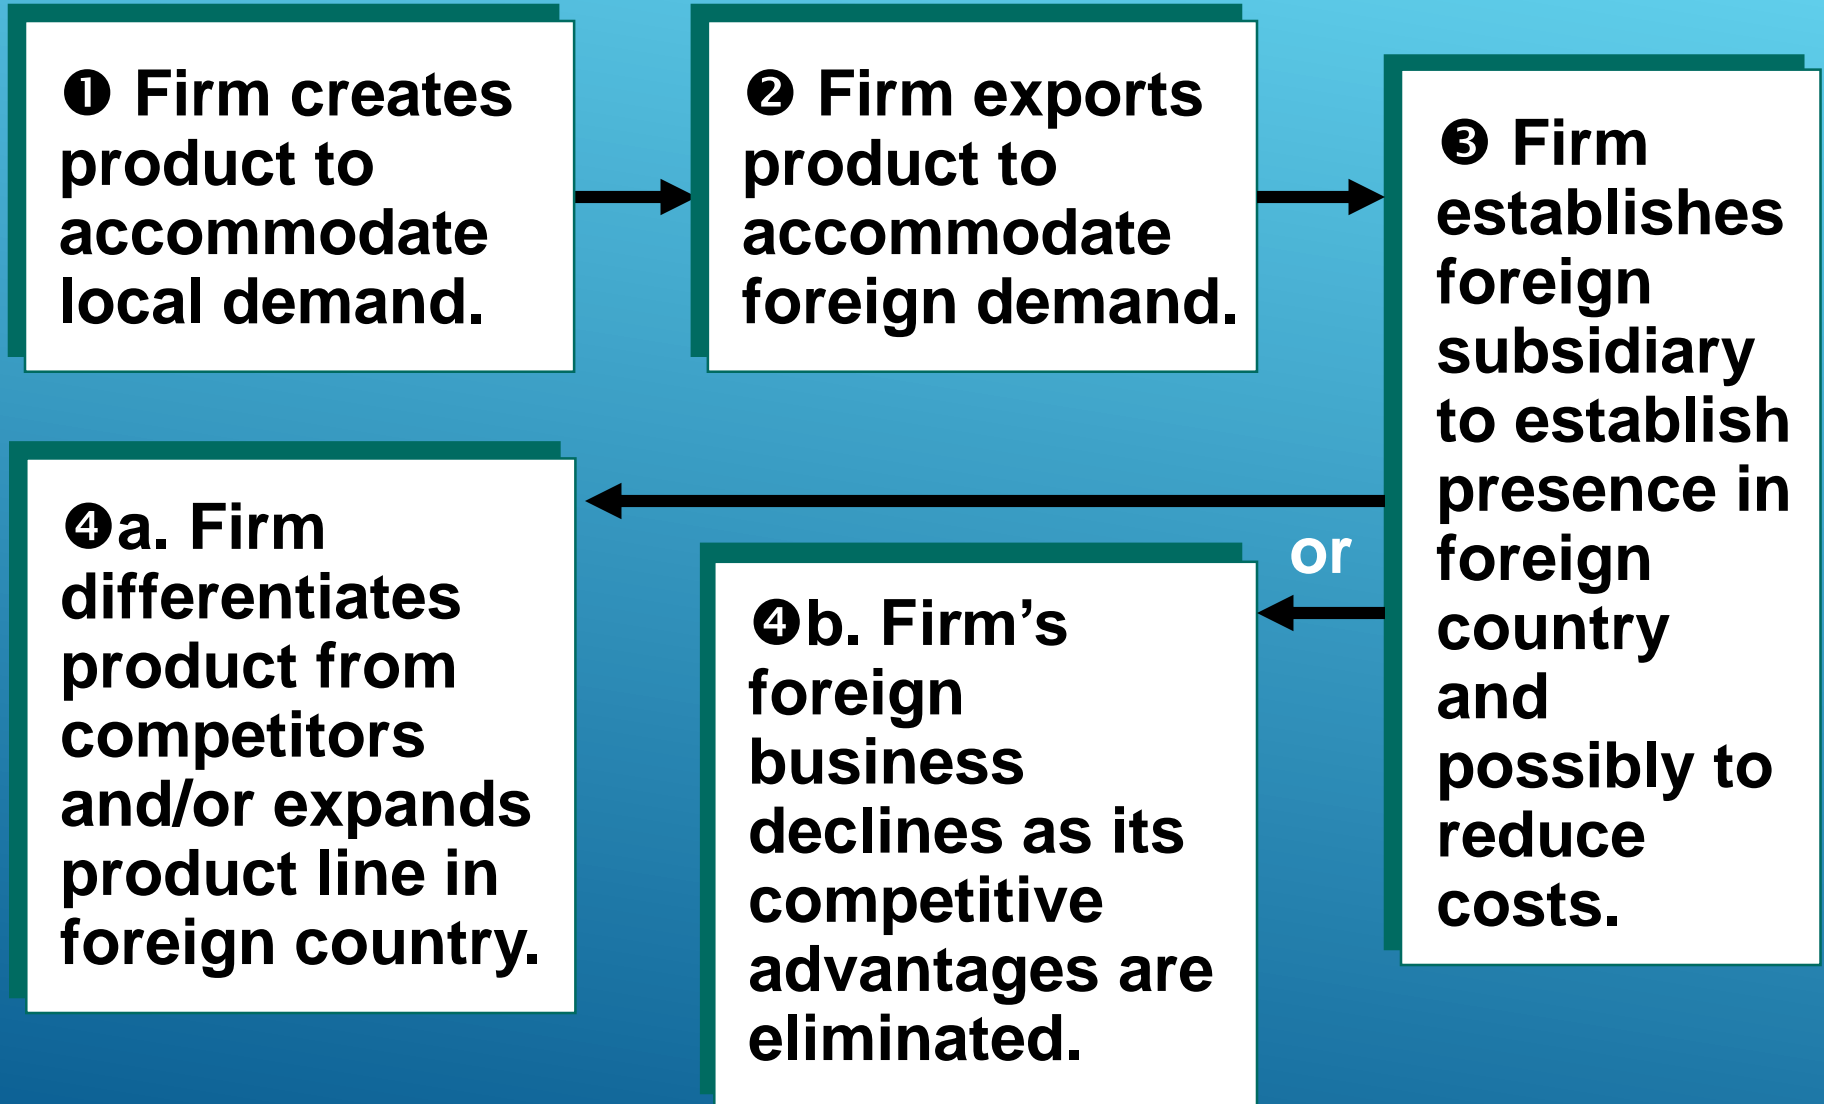 ❶ Firm creates
product to
accommodate
local demand.
❷ Firm exports
product to
accommodate
foreign demand.
❸ Firm
establishes
foreign
subsidiary
to establish
presence in
foreign
country
and
possibly to
reduce
costs.
❹a. Firm
differentiates
product from
competitors
and/or expands
product line in
foreign country.
or
❹b. Firm’s
foreign
business
declines as its
competitive
advantages are
eliminated.